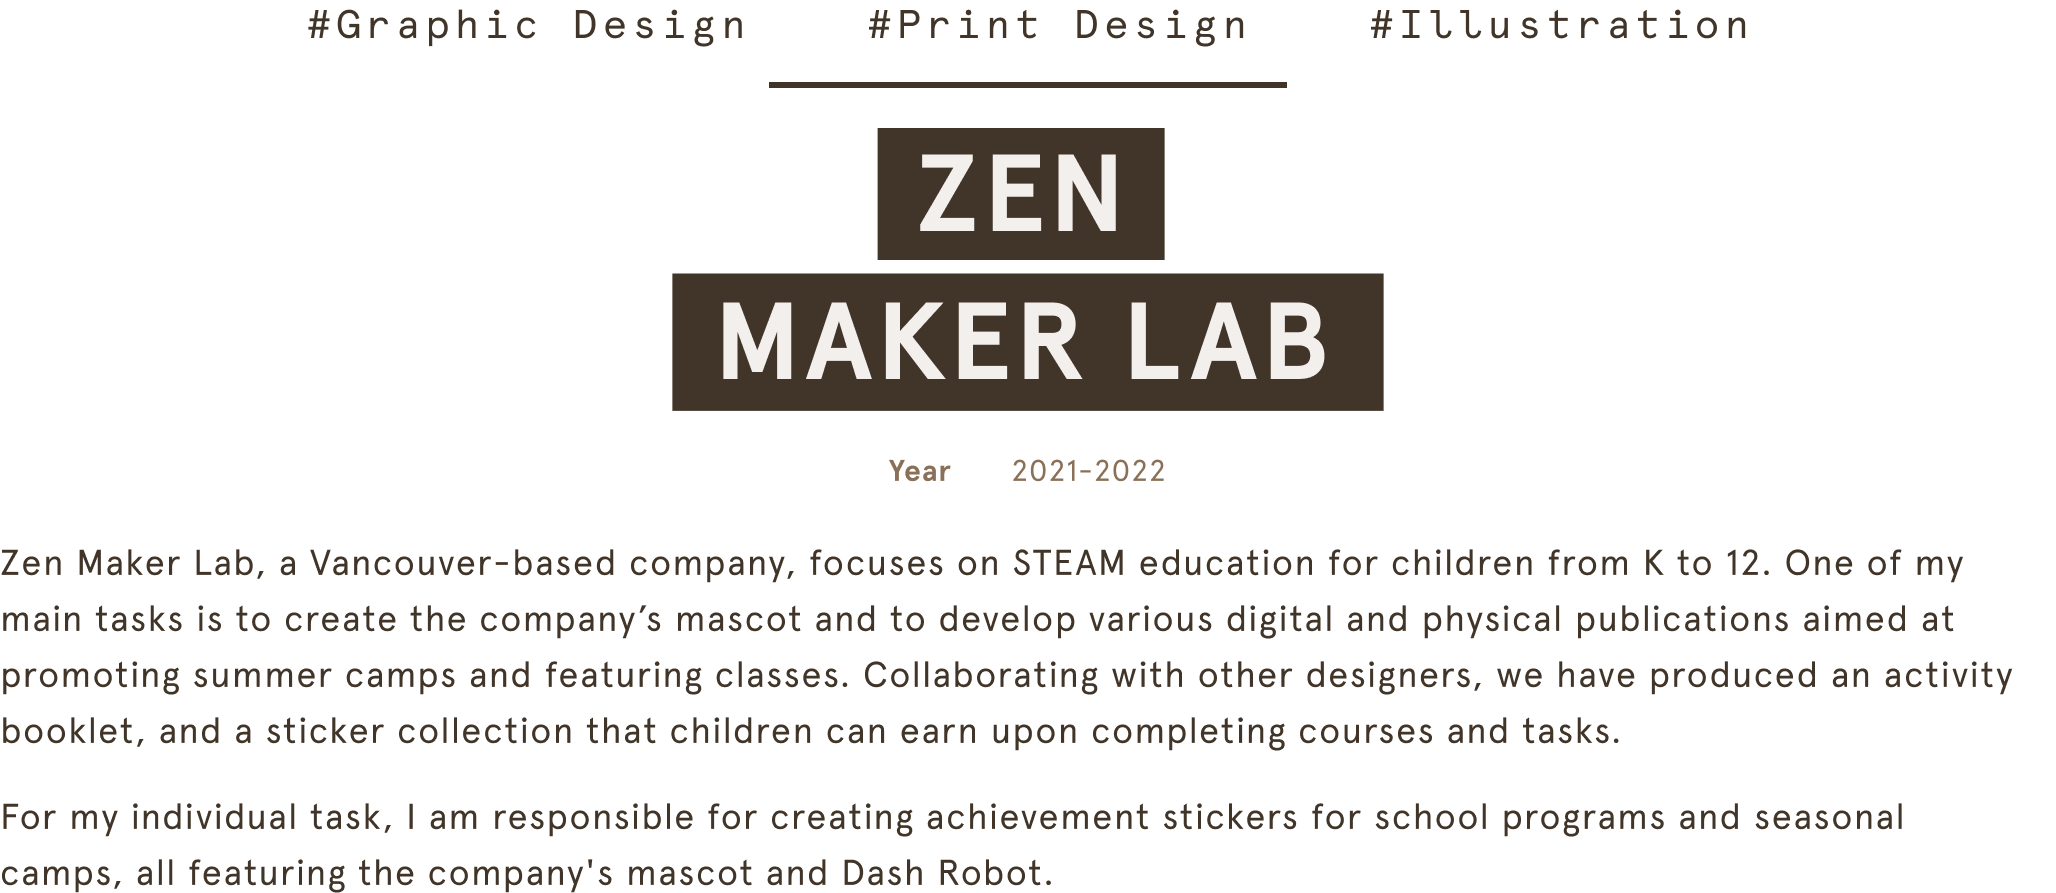 #Graphic Design #Print Design #Illustration
ZEN
MAKER LAB
Year 2021-2022
Zen Maker Lab, a Vancouver-based company, focuses on STEAM education for children from K to 12. One of my
main tasks is to create the company’s mascot and to develop various digital and physical publications aimed at
promoting summer camps and featuring classes. Collaborating with other designers, we have produced an activity
booklet, and a sticker collection that children can earn upon completing courses and tasks.
For my individual task, I am responsible for creating achievement stickers for school programs and seasonal
camps, all featuring the company's mascot and Dash Robot.